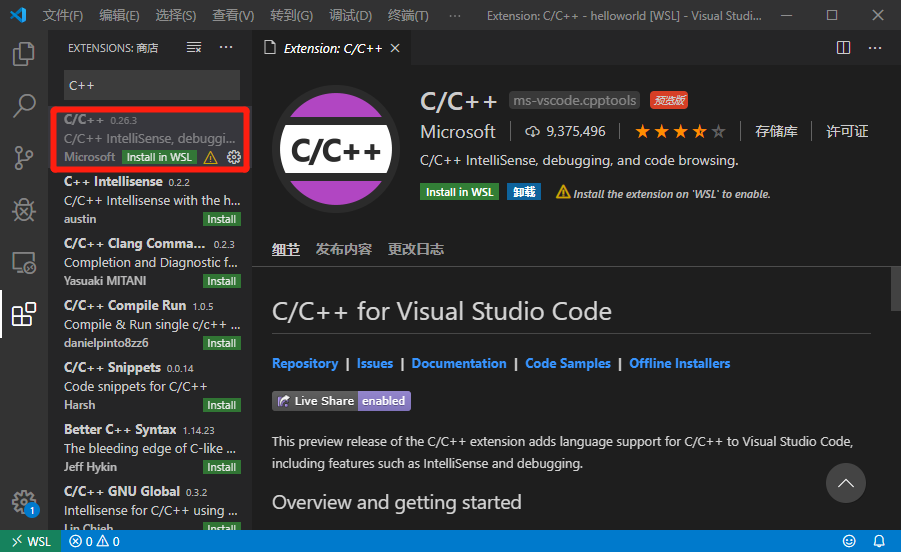 文件(F) 编辑(E) 选择(S) 查看(V) 转到(G) 调试(D) 终端(T) ··· Extension: C/C++ - helloworld [WSL] - Visual Studio...
EXTENSIONS: 商店 ···
C++
C/C++ 0.26.3
C/C++ IntelliSense, debuggi...
Microsoft Install in WSL
C++ Intellisense 0.2.2
C/C++ Intellisense with the h...
austin Install
C/C++ Clang Comma... 0.2.3
Completion and Diagnostic f...
Yasuaki MITANI Install
C/C++ Compile Run 1.0.5
Compile & Run single c/c++ ...
danielpinto8zz6 Install
C/C++ Snippets 0.0.14
Code snippets for C/C++
Harsh Install
Better C++ Syntax 1.14.23
The bleeding edge of C-like ...
Jeff Hykin Install
C/C++ GNU Global 0.3.2
Intellisense for C/C++ using ...
Lin Chieh Install
1
Extension: C/C++ ···
C/C++
C/C++ ms-vscode.cpptools 预览版
Microsoft 9,375,496 存储库 许可证
C/C++ IntelliSense, debugging, and code browsing.
Install in WSL 卸载 Install the extension on 'WSL' to enable.
细节 发布内容 更改日志
C/C++ for Visual Studio Code
Repository | Issues | Documentation | Code Samples | Offline Installers
Live Share enabled
This preview release of the C/C++ extension adds language support for C/C++ to Visual Studio Code,
including features such as IntelliSense and debugging.
Overview and getting started
WSL 0 0